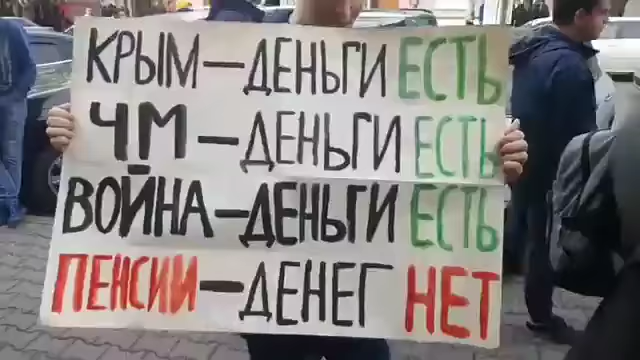 КРЫМ — ДЕНЬГИ ЕСТЬ
ЧМ — ДЕНЬГИ ЕСТЬ
ВОЙНА — ДЕНЬГИ ЕСТЬ
ПЕНСИИ — ДЕНЕГ НЕТ